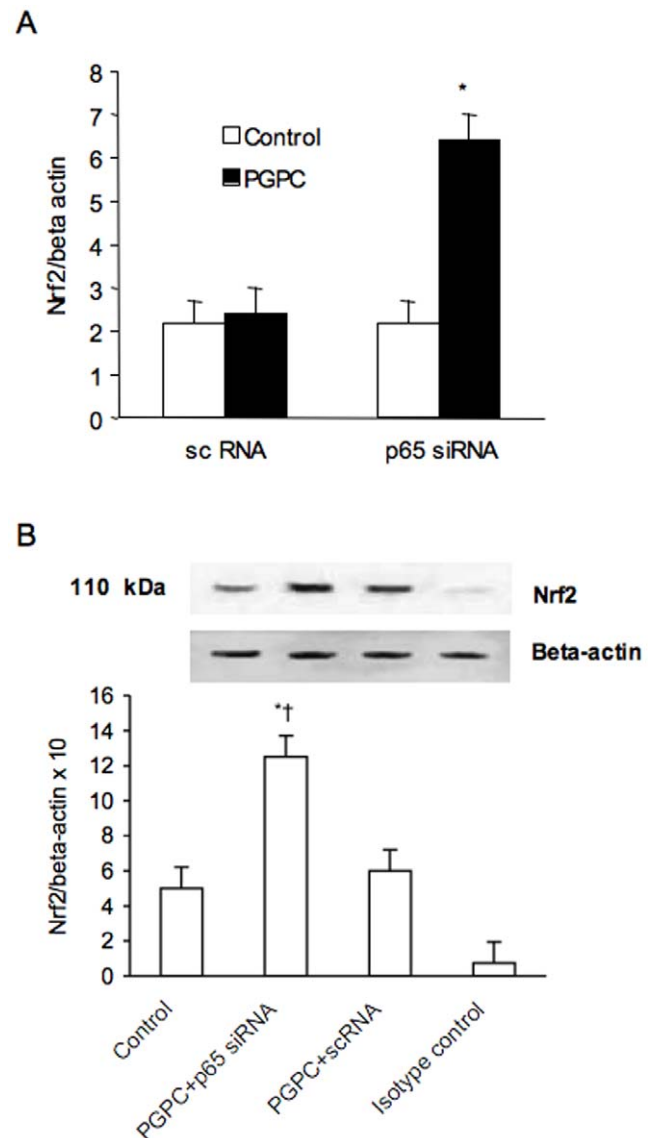 A
8
7
6
5
4
3
2
1
0
Nrf2/beta actin
Control
PGPC
*
sc RNA
p65 siRNA
B
110 kDa
Nrf2
Beta-actin
16
14
12
10
8
6
4
2
0
Nrf2/beta-actin x 10
*†
Control
PGPC+p65 siRNA
PGPC+scRNA
Isotype control